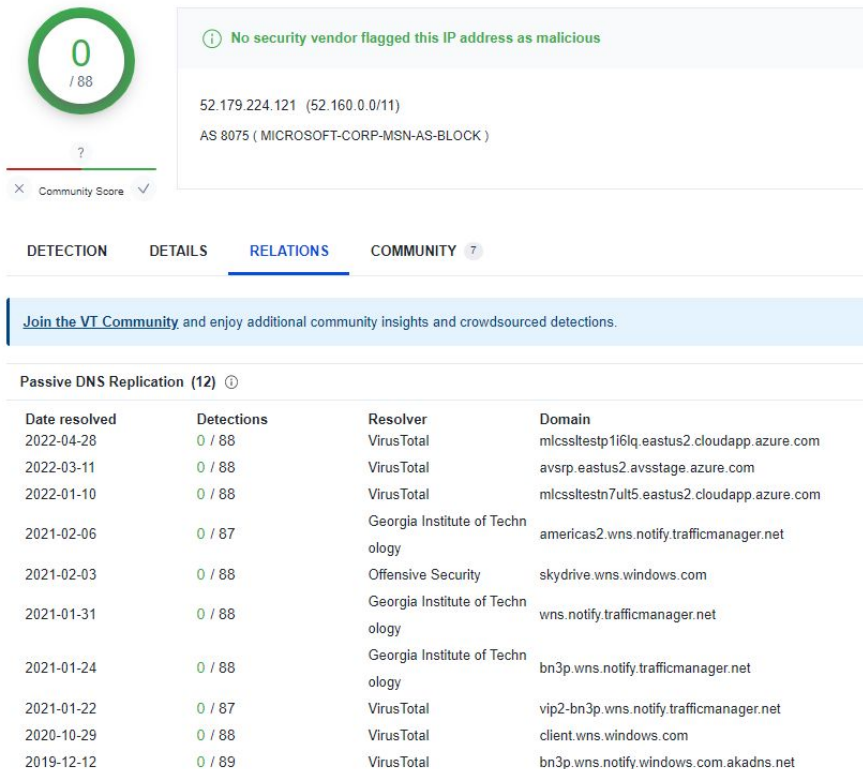 0
/ 88
?
Community Score
No security vendor flagged this IP address as malicious
52.179.224.121 (52.160.0.0/11)
AS 8075 ( MICROSOFT-CORP-MSN-AS-BLOCK )
DETECTION DETAILS RELATIONS COMMUNITY 7
Join the VT Community and enjoy additional community insights and crowdsourced detections.
Passive DNS Replication (12)
Date resolved Detections Resolver Domain
2022-04-28 0 / 88 VirusTotal mlcssltestp1i6lq.eastus2.cloudapp.azure.com
2022-03-11 0 / 88 VirusTotal avsrp.eastus2.avsstage.azure.com
2022-01-10 0 / 88 VirusTotal mlcssltestn7ult5.eastus2.cloudapp.azure.com
2021-02-06 0 / 87 Georgia Institute of Techn
ology americas2.wns.notify.trafficmanager.net
2021-02-03 0 / 88 Offensive Security skydrive.wns.windows.com
2021-01-31 0 / 88 Georgia Institute of Techn
ology wns.notify.trafficmanager.net
2021-01-24 0 / 88 Georgia Institute of Techn
ology bn3p.wns.notify.trafficmanager.net
2021-01-22 0 / 87 VirusTotal vip2-bn3p.wns.notify.trafficmanager.net
2020-10-29 0 / 88 VirusTotal client.wns.windows.com
2019-12-12 0 / 89 VirusTotal bn3p.wns.notify.windows.com.akadns.net